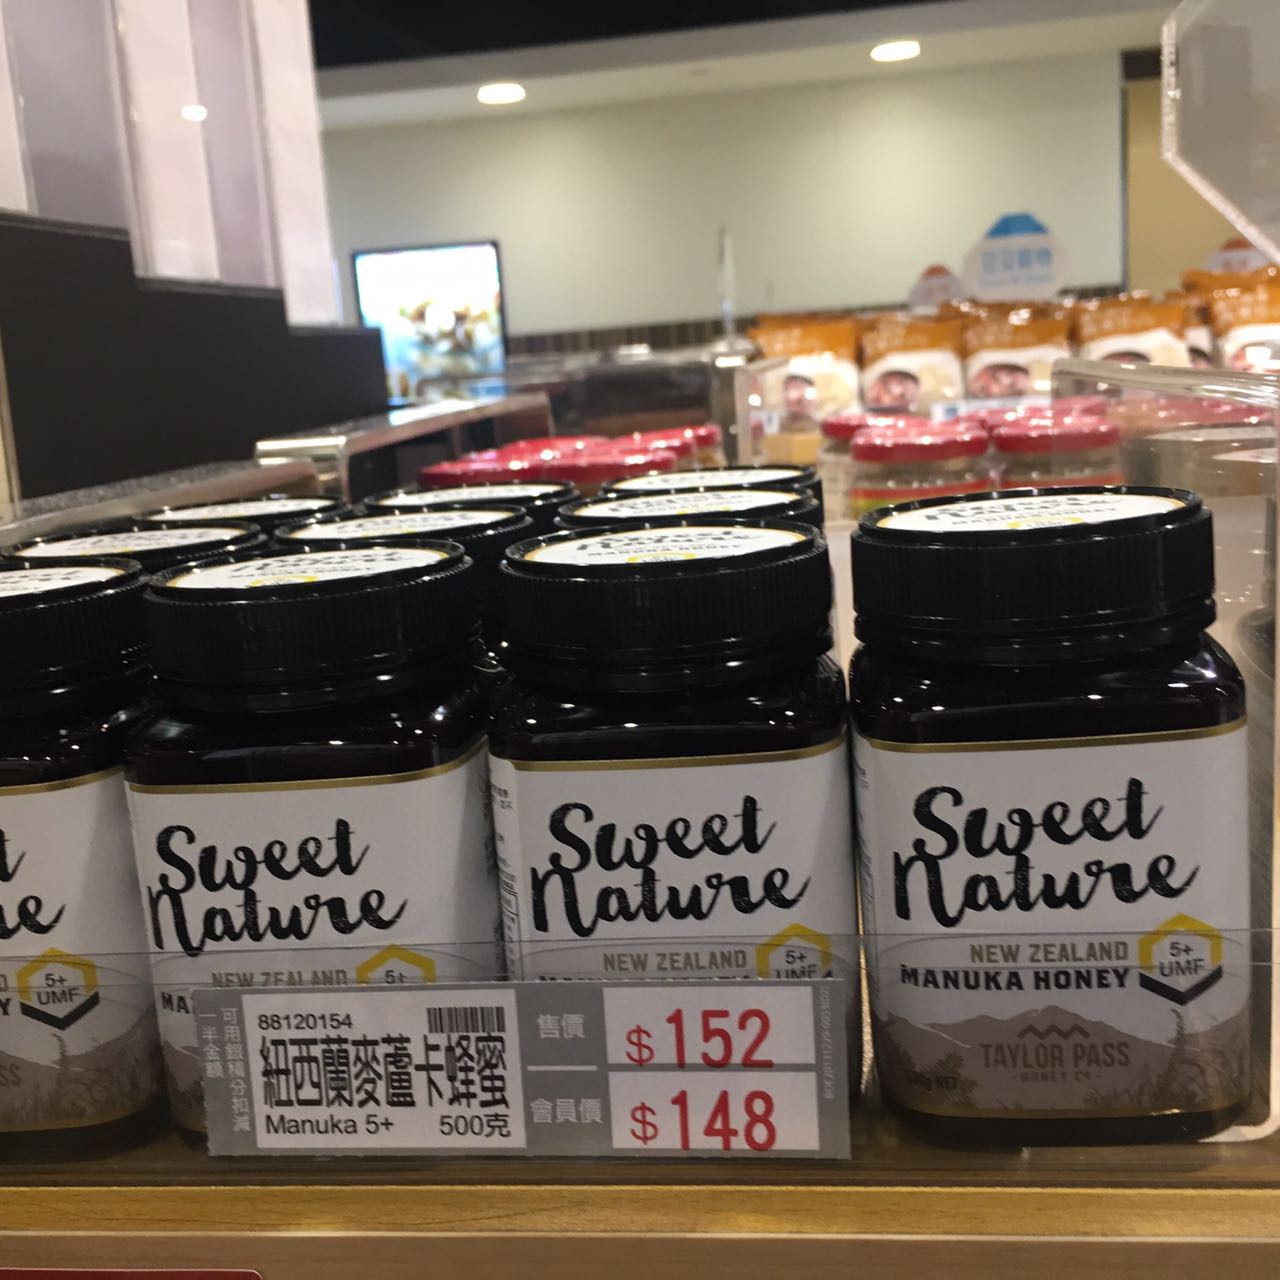 Sweet
Nature
NEW ZEALAND
MANUKA HONEY
5+
UMF
TAYLOR PASS
HONEY CO
Sweet
Nature
NEW ZEALAND
5+
UMF
Sweet
Nature
NEW ZEALAND
5+
5+
UMF
MANUKA HONEY
可用銀積分扣減
一半金額
88120154
紐西蘭麥蘆卡蜂蜜
Manuka 5+ 500克
售價 $152
會員價 $148